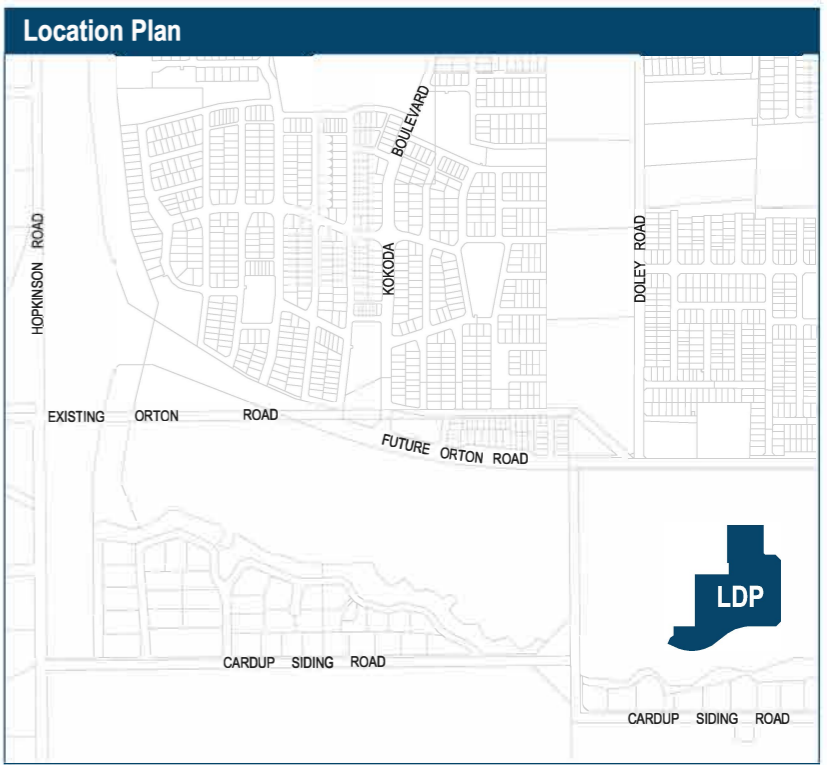 Location Plan
BOULEVARD
HOPKINSON ROAD
KOKODA
DOLEY ROAD
EXISTING ORTON ROAD
FUTURE ORTON ROAD
LDP
CARDUP SIDING ROAD
CARDUP SIDING ROAD